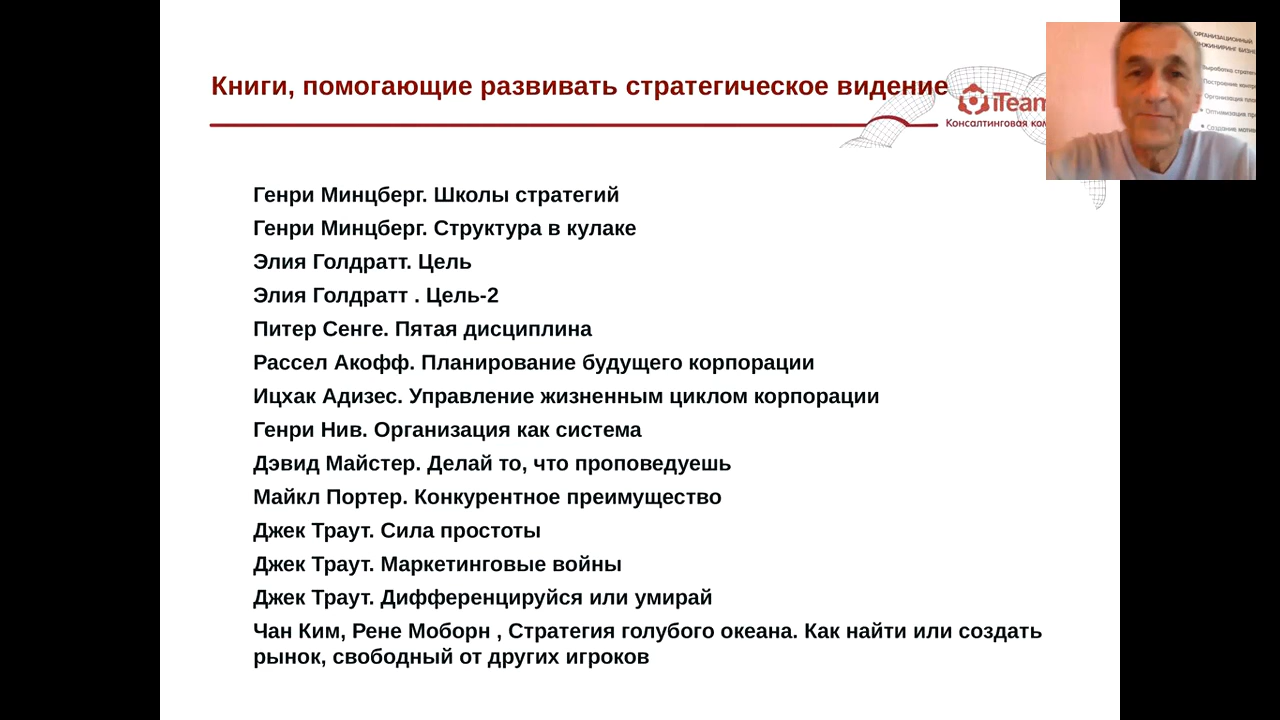 Книги, помогающие развивать стратегическое видение
iTeam
Консалтинговая ком
ОРГАНИЗАЦИОННЫЙ
Генри Минцберг. Школы стратегий
Генри Минцберг. Структура в кулаке
Элия Голдратт. Цель
Элия Голдратт . Цель-2
Питер Сенге. Пятая дисциплина
Рассел Акофф. Планирование будущего корпорации
Ицхак Адизес. Управление жизненным циклом корпорации
Генри Нив. Организация как система
Дэвид Майстер. Делай то, что проповедуешь
Майкл Портер. Конкурентное преимущество
Джек Траут. Сила простоты
Джек Траут. Маркетинговые войны
Джек Траут. Дифференцируйся или умирай
Чан Ким, Рене Моборн , Стратегия голубого океана. Как найти или создать
рынок, свободный от других игроков